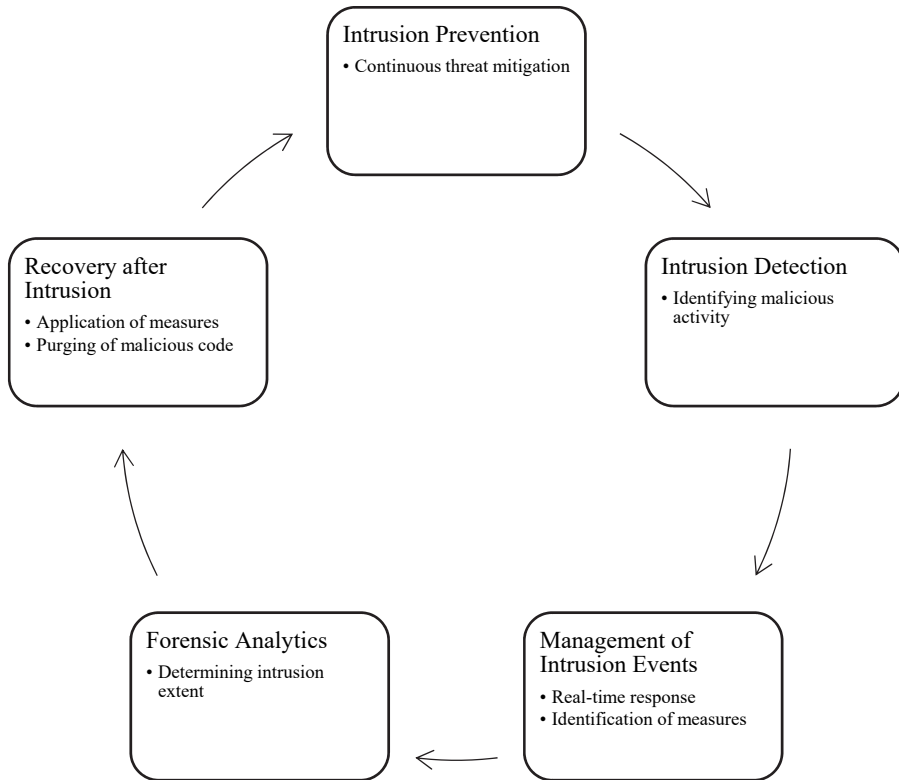 Intrusion Prevention
• Continuous threat mitigation
Intrusion Detection
• Identifying malicious
activity
Management of
Intrusion Events
• Real-time response
• Identification of measures
Forensic Analytics
• Determining intrusion
extent
Recovery after
Intrusion
• Application of measures
• Purging of malicious code